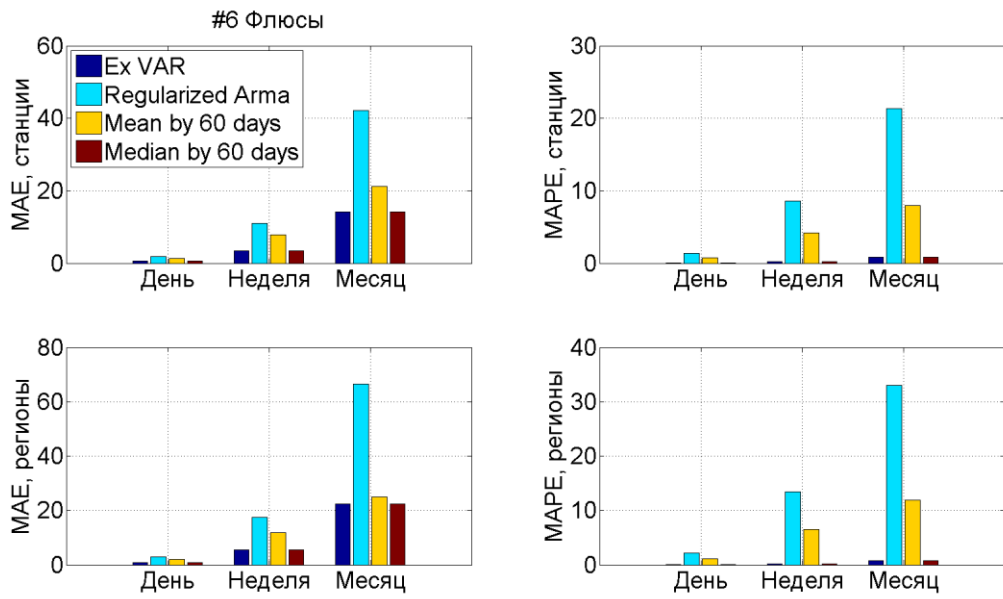 #6 Флюсы
MAE, станции
60
40
20
0
Ex VAR
Regularized Arma
Mean by 60 days
Median by 60 days
День Неделя Месяц
MAPE, станции
30
20
10
0
День Неделя Месяц
MAE, регионы
80
60
40
20
0
День Неделя Месяц
MAPE, регионы
40
30
20
10
0
День Неделя Месяц